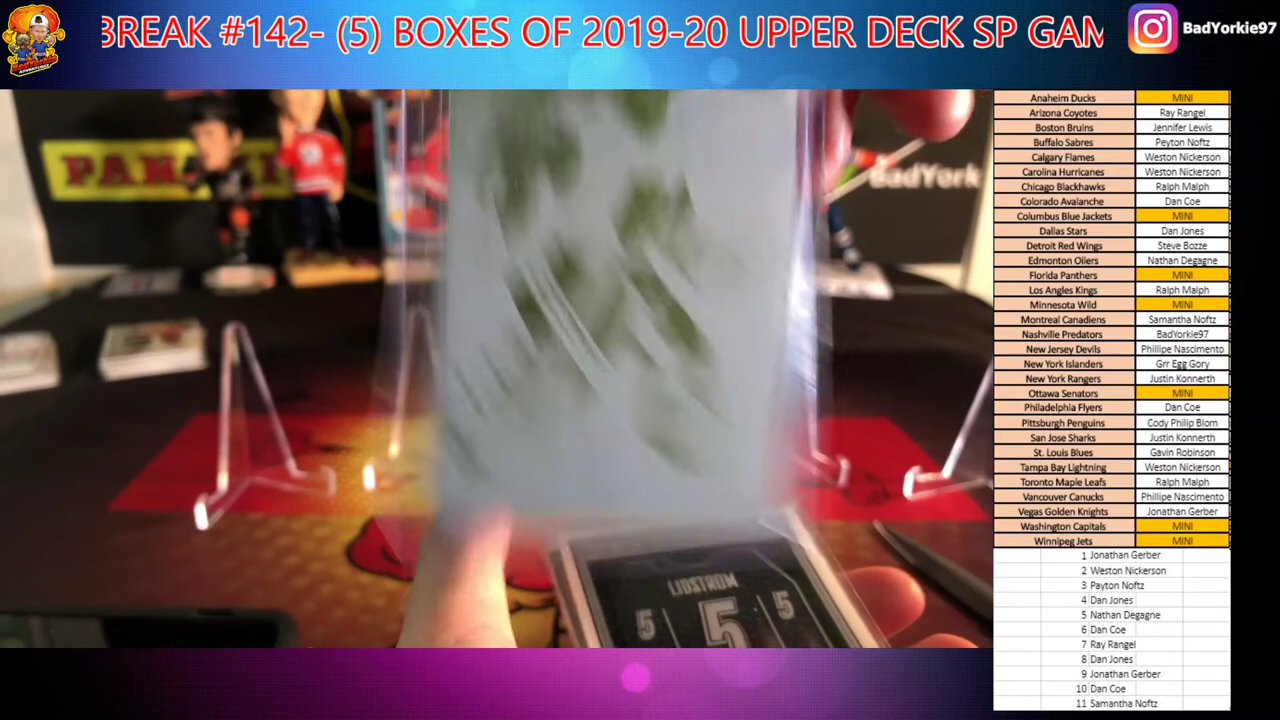 BREAK #142- (5) BOXES OF 2019-20 UPPER DECK SP GAM
BadYorkie97
PANINI
BadYork
LIDSTROM
5 5 5
Anaheim Ducks MINI
Arizona Coyotes Ray Rangel
Boston Bruins Jennifer Lewis
Buffalo Sabres Peyton Noftz
Calgary Flames Weston Nickerson
Carolina Hurricanes Weston Nickerson
Chicago Blackhawks Ralph Malph
Colorado Avalanche Dan Coe
Columbus Blue Jackets MINI
Dallas Stars Dan Jones
Detroit Red Wings Steve Bozze
Edmonton Oilers Nathan Degagne
Florida Panthers MINI
Los Angles Kings Ralph Malph
Minnesota Wild MINI
Montreal Canadiens Samantha Noftz
Nashville Predators BadYorkie97
New Jersey Devils Phillipe Nascimento
New York Islanders Grr Egg Gory
New York Rangers Justin Konnerth
Ottawa Senators MINI
Philadelphia Flyers Dan Coe
Pittsburgh Penguins Cody Philip Blom
San Jose Sharks Justin Konnerth
St. Louis Blues Gavin Robinson
Tampa Bay Lightning Weston Nickerson
Toronto Maple Leafs Ralph Malph
Vancouver Canucks Phillipe Nascimento
Vegas Golden Knights Jonathan Gerber
Washington Capitals MINI
Winnipeg Jets MINI
1 Jonathan Gerber
2 Weston Nickerson
3 Payton Noftz
4 Dan Jones
5 Nathan Degagne
6 Dan Coe
7 Ray Rangel
8 Dan Jones
9 Jonathan Gerber
10 Dan Coe
11 Samantha Noftz